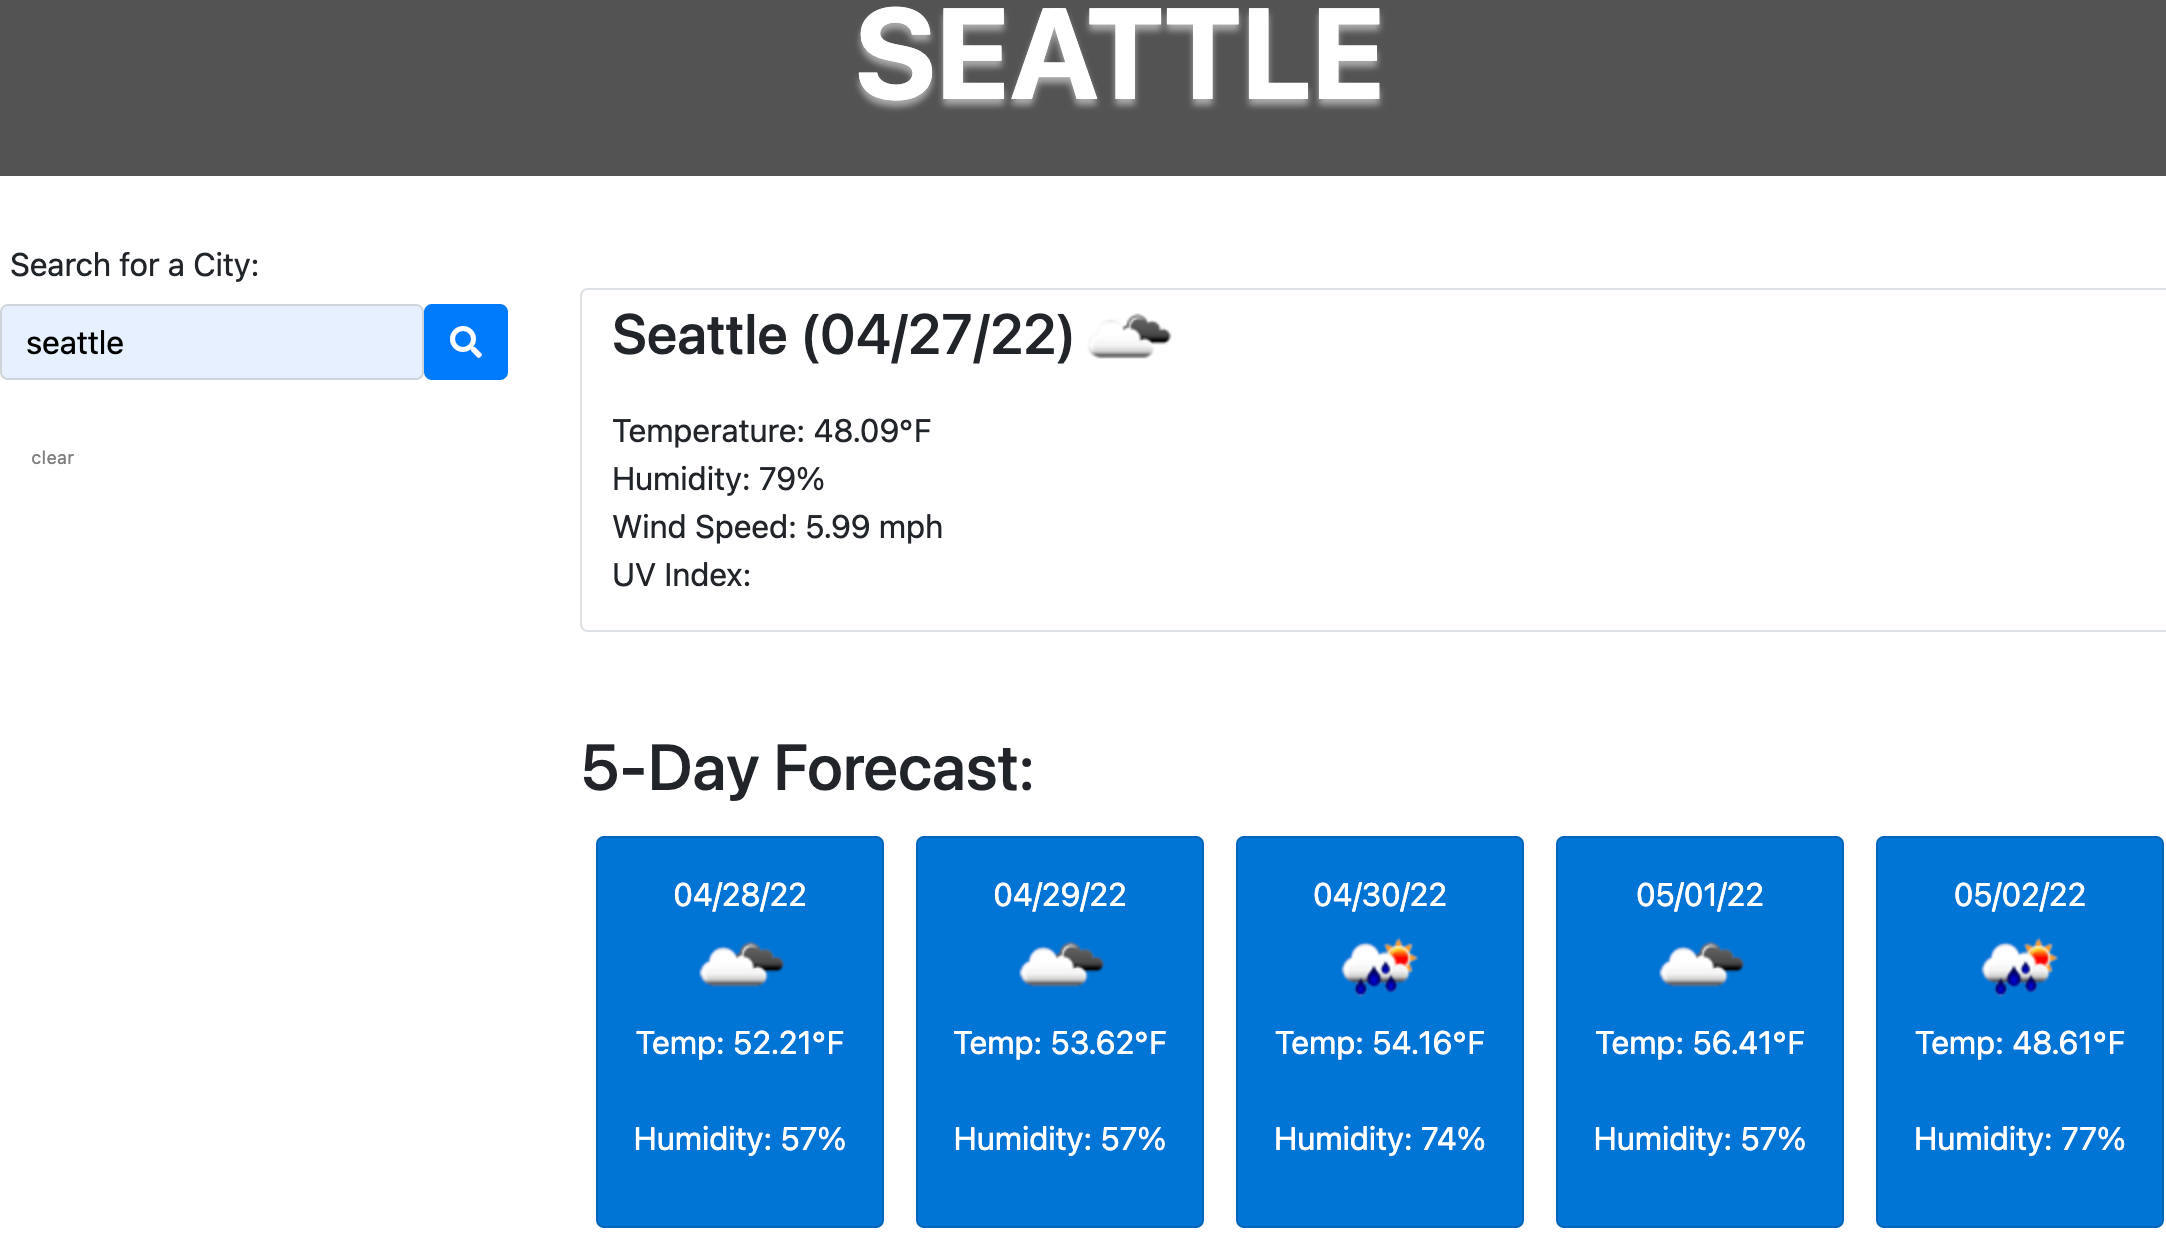 SEATTLE
Search for a City:
seattle
clear
Seattle (04/27/22)
Temperature: 48.09°F
Humidity: 79%
Wind Speed: 5.99 mph
UV Index:
5-Day Forecast:
04/28/22
Temp: 52.21°F
Humidity: 57%
04/29/22
Temp: 53.62°F
Humidity: 57%
04/30/22
Temp: 54.16°F
Humidity: 74%
05/01/22
Temp: 56.41°F
Humidity: 57%
05/02/22
Temp: 48.61°F
Humidity: 77%